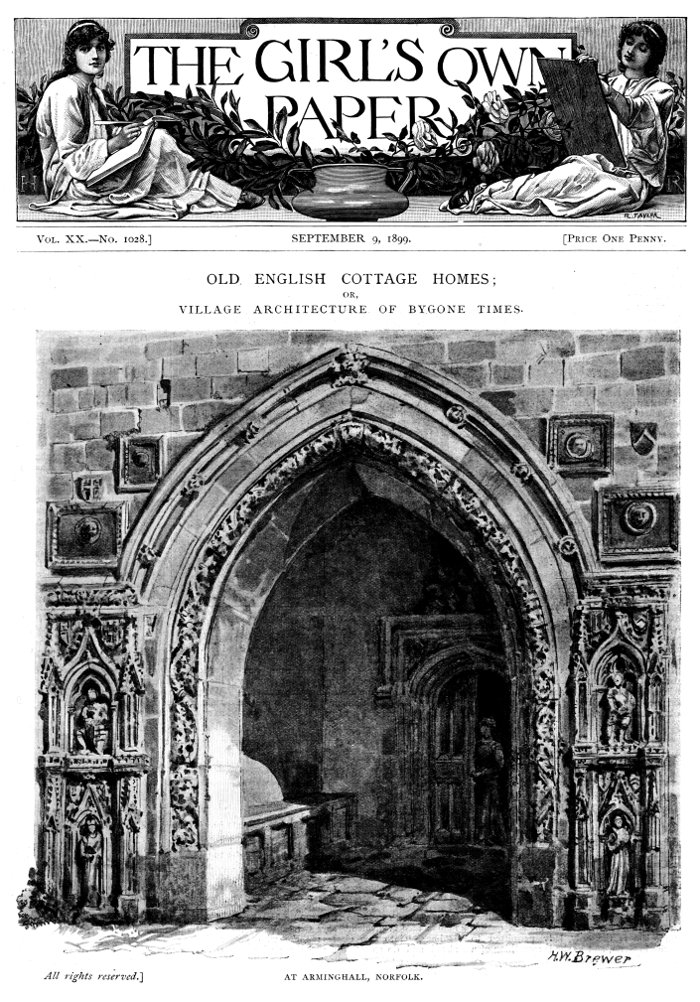 THE GIRL'S OWN
PAPER
R. TAYLOR
VOL. XX.—NO. 1028.]
SEPTEMBER 9, 1899.
[PRICE ONE PENNY.
OLD ENGLISH COTTAGE HOMES;
OR,
VILLAGE ARCHITECTURE OF BYGONE TIMES.
H.W. Brewer
All rights reserved.]
AT ARMINGHALL, NORFOLK.